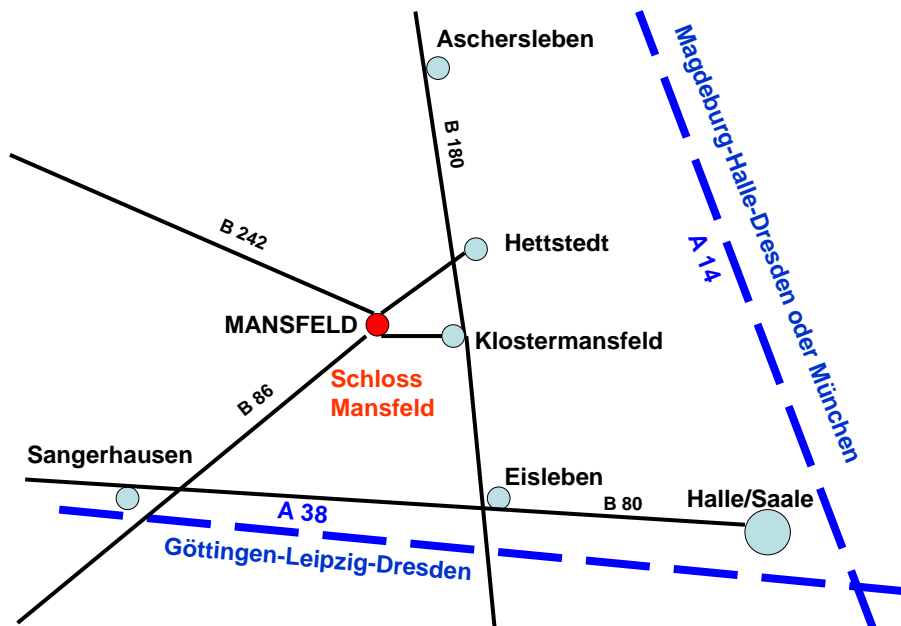 Aschersleben
Magdeburg-Halle-Dresden oder München
B 180
B 242
Hettstedt
A 14
MANSFELD
Klostermansfeld
Schloss
Mansfeld
B 86
Sangerhausen
Eisleben
Halle/Saale
B 80
A 38
Göttingen-Leipzig-Dresden